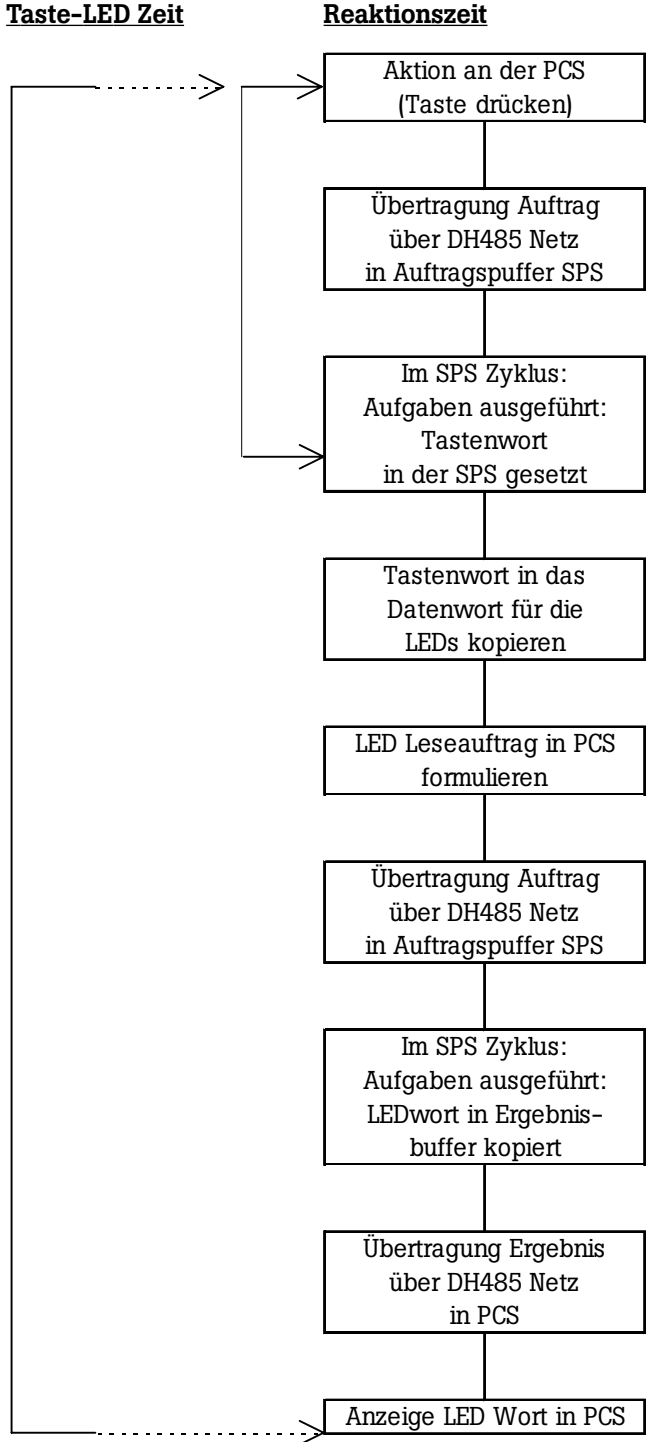 Taste-LED Zeit Reaktionszeit
Aktion an der PCS
(Taste drücken)
Übertragung Auftrag
über DH485 Netz
in Auftragspuffer SPS
Im SPS Zyklus:
Aufgaben ausgeführt:
Tastenwort
in der SPS gesetzt
Tastenwort in das
Datenwort für die
LEDs kopieren
LED Leseauftrag in PCS
formulieren
Übertragung Auftrag
über DH485 Netz
in Auftragspuffer SPS
Im SPS Zyklus:
Aufgaben ausgeführt:
LEDwort in Ergebnis-
buffer kopiert
Übertragung Ergebnis
über DH485 Netz
in PCS
Anzeige LED Wort in PCS